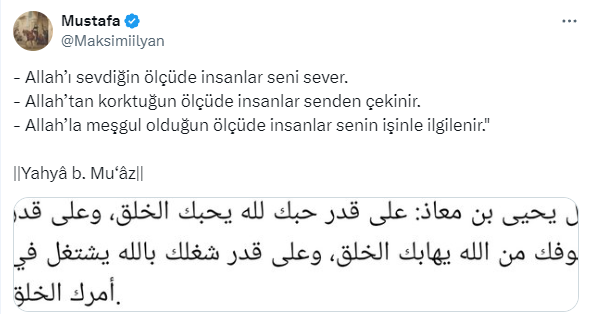 Mustafa
@Maksimiilyan
- Allah’ı sevdiğin ölçüde insanlar seni sever.
- Allah’tan korktuğun ölçüde insanlar senden çekinir.
- Allah’la meşgul olduğun ölçüde insanlar senin işinle ilgilenir."
||Yahyâ b. Mu‘âz||
ل يحيى بن معاذ: على قدر حبك لله يحبك الخلق، وعلى قدر
وفك من الله يهابك الخلق، وعلى قدر شغلك بالله يشتغل في
أمرك الخلق.